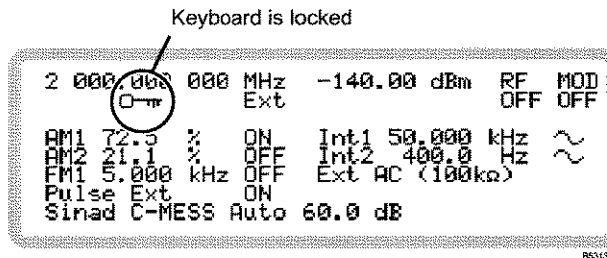 Keyboard is locked
2 000.000 000 MHz -140.00 dBm RF MOD
Ext OFF OFF
AM1 72.5 % ON Int1 50.000 kHz
AM2 21.1 % OFF Int2 400.0 Hz
FM1 5.000 kHz OFF Ext AC (100kΩ)
Pulse Ext ON
Sinad C-MESS Auto 60.0 dB